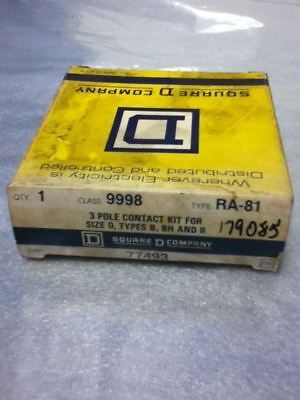 SQUARE D COMPANY
D
Wherever Electricity is
Distributed and Controlled
QTY. 1 CLASS 9998 TYPE RA-81
3 POLE CONTACT KIT FOR
SIZE 0, TYPES B, BH AND R
179085
D SQUARE D COMPANY
77493